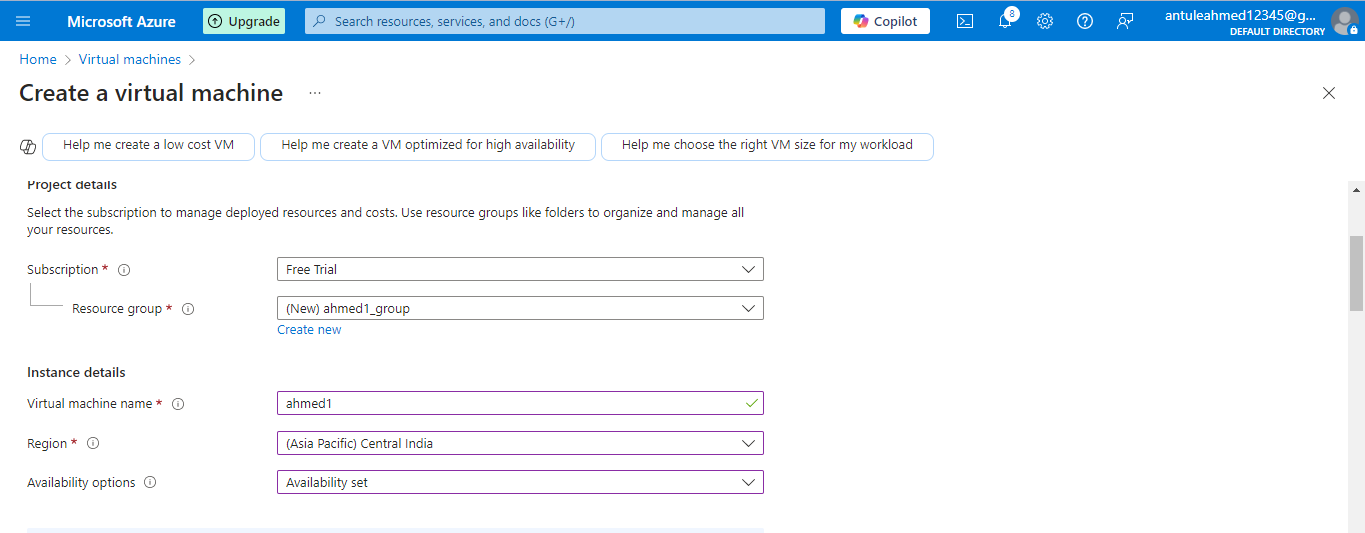 Microsoft Azure
Upgrade
Search resources, services, and docs (G+/)
Copilot
8
antuleahmed12345@g...
DEFAULT DIRECTORY
Home > Virtual machines >
Create a virtual machine ...
Help me create a low cost VM
Help me create a VM optimized for high availability
Help me choose the right VM size for my workload
Project details
Select the subscription to manage deployed resources and costs. Use resource groups like folders to organize and manage all
your resources.
Subscription * Free Trial
Resource group * (New) ahmed1_group
Create new
Instance details
Virtual machine name * ahmed1
Region * (Asia Pacific) Central India
Availability options Availability set